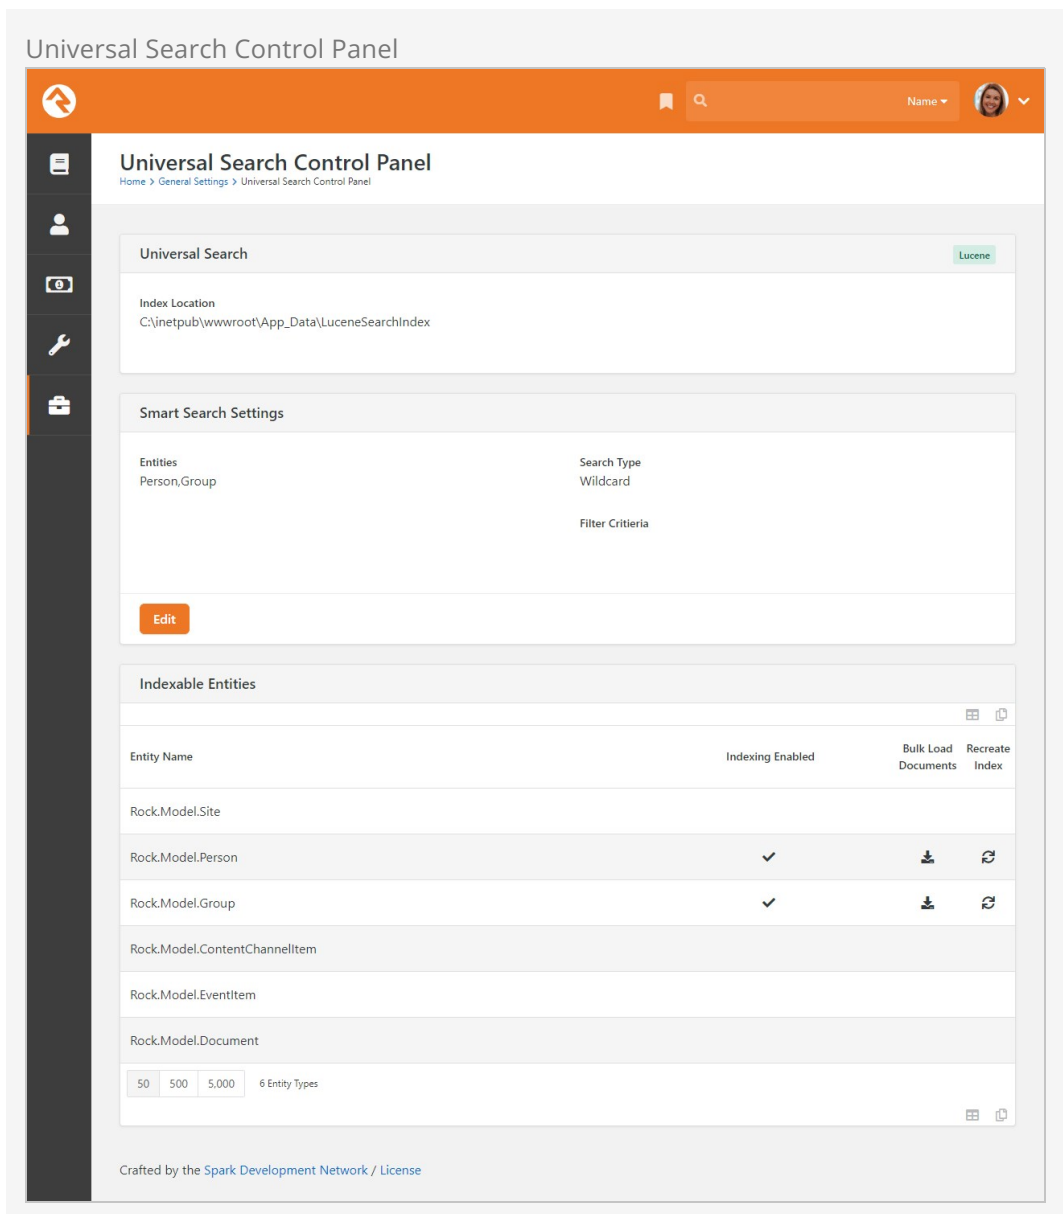 Universal Search Control Panel
Name
Universal Search Control Panel
Home > General Settings > Universal Search Control Panel
Universal Search
Lucene
Index Location
C:\inetpub\wwwroot\App_Data\LuceneSearchIndex
Smart Search Settings
Entities
Search Type
Person,Group
Wildcard
Filter Critieria
Edit
Indexable Entities
Entity Name
Indexing Enabled
Bulk Load Documents
Recreate Index
Rock.Model.Site
Rock.Model.Person
Rock.Model.Group
Rock.Model.ContentChannelItem
Rock.Model.EventItem
Rock.Model.Document
50 500 5,000 6 Entity Types
Crafted by the Spark Development Network / License